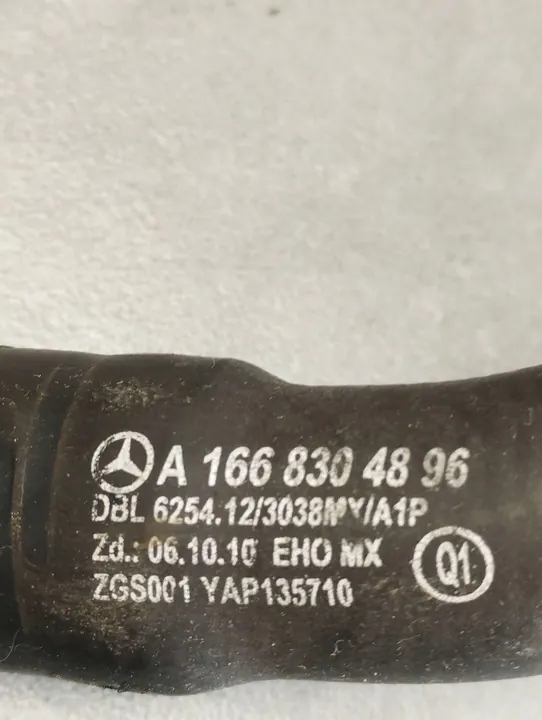 A 166 830 48 96
DBL 6254.12/3038MY/A1P
Zd.: 06.10.10 EHO MX
Q1
ZGS001 YAP135710